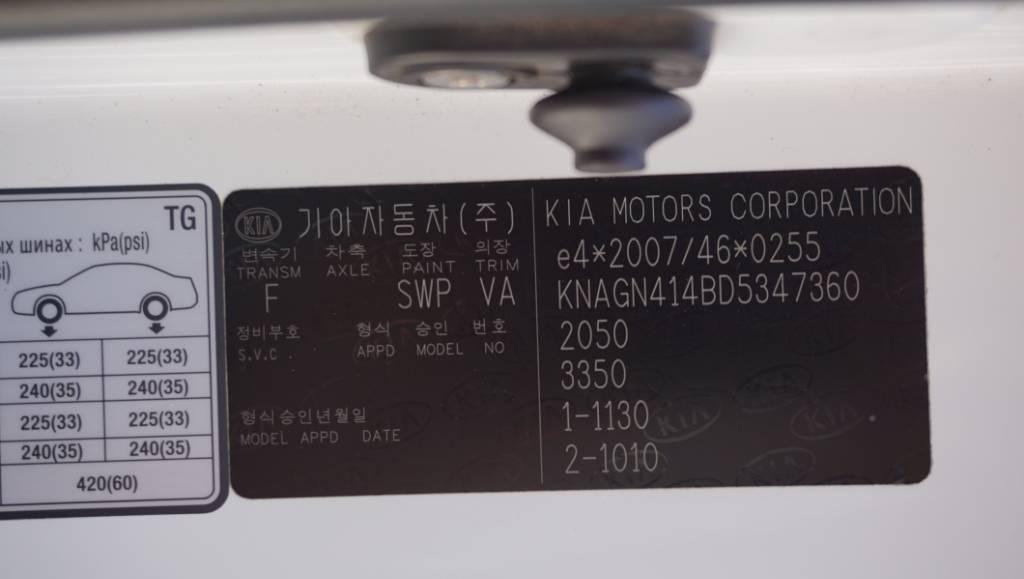 TG
ых шинах : kPa(psi)
si)
225(33) 225(33)
240(35) 240(35)
225(33) 225(33)
240(35) 240(35)
420(60)
KIA 기아자동차(주)
변속기 차축 도장 의장
TRANSM AXLE PAINT TRIM
F SWP VA
정비부호 형식 승인 번호
S.V.C APPD MODEL NO
형식승인년월일
MODEL APPD DATE
KIA MOTORS CORPORATION
e4*2007/46*0255
KNAGN414BD5347360
2050
3350
1-1130
2-1010